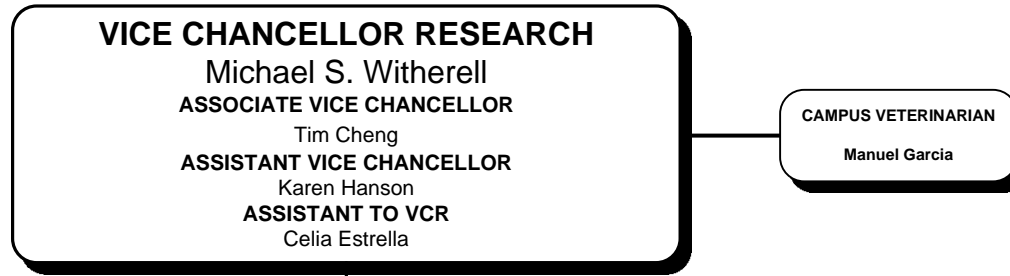 VICE CHANCELLOR RESEARCH
Michael S. Witherell
ASSOCIATE VICE CHANCELLOR
Tim Cheng
ASSISTANT VICE CHANCELLOR
Karen Hanson
ASSISTANT TO VCR
Celia Estrella
CAMPUS VETERINARIAN
Manuel Garcia